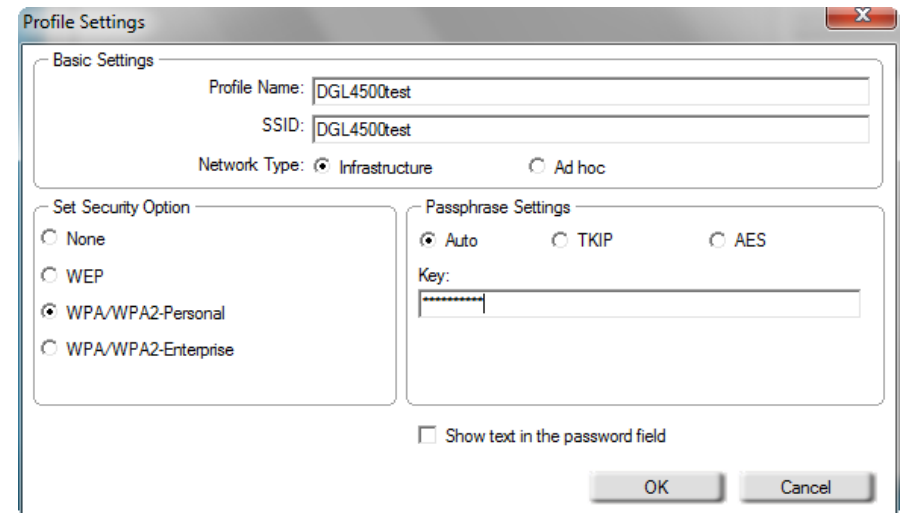 Profile Settings
X
Basic Settings
Profile Name: DGL4500test
SSID: DGL4500test
Network Type: Infrastructure Ad hoc
Set Security Option
None
WEP
WPA/WPA2-Personal
WPA/WPA2-Enterprise
Passphrase Settings
Auto TKIP AES
Key:
**********
Show text in the password field
OK Cancel